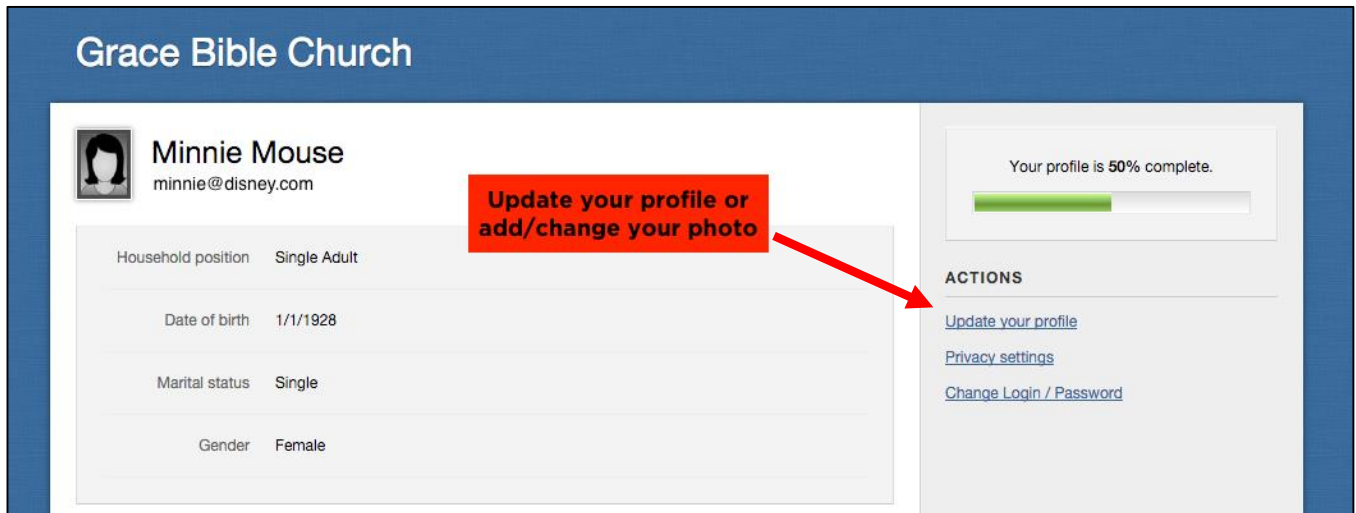 Grace Bible Church
Minnie Mouse
minnie@disney.com
Update your profile or
add/change your photo
Household position Single Adult
Date of birth 1/1/1928
Marital status Single
Gender Female
Your profile is 50% complete.
ACTIONS
Update your profile
Privacy settings
Change Login / Password